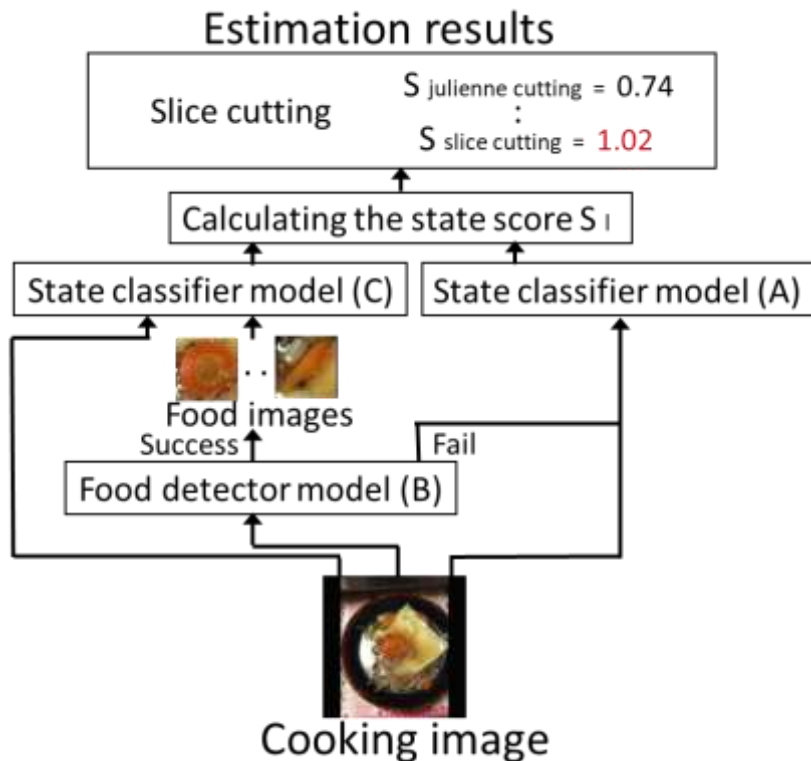 Estimation results
Slice cutting
S julienne cutting = 0.74
:
S slice cutting = 1.02
Calculating the state score S l
State classifier model (C)
State classifier model (A)
Food images
Success
Fail
Food detector model (B)
Cooking image